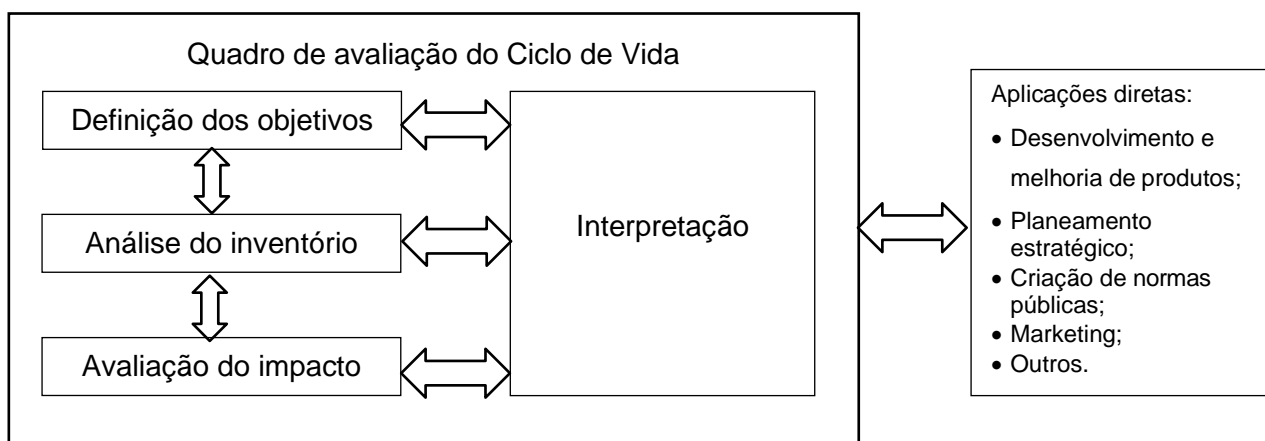 Quadro de avaliação do Ciclo de Vida
Definição dos objetivos
Análise do inventório
Avaliação do impacto
Interpretação
Aplicações diretas:
• Desenvolvimento e
melhoria de produtos;
• Planeamento
estratégico;
• Criação de normas
públicas;
• Marketing;
• Outros.